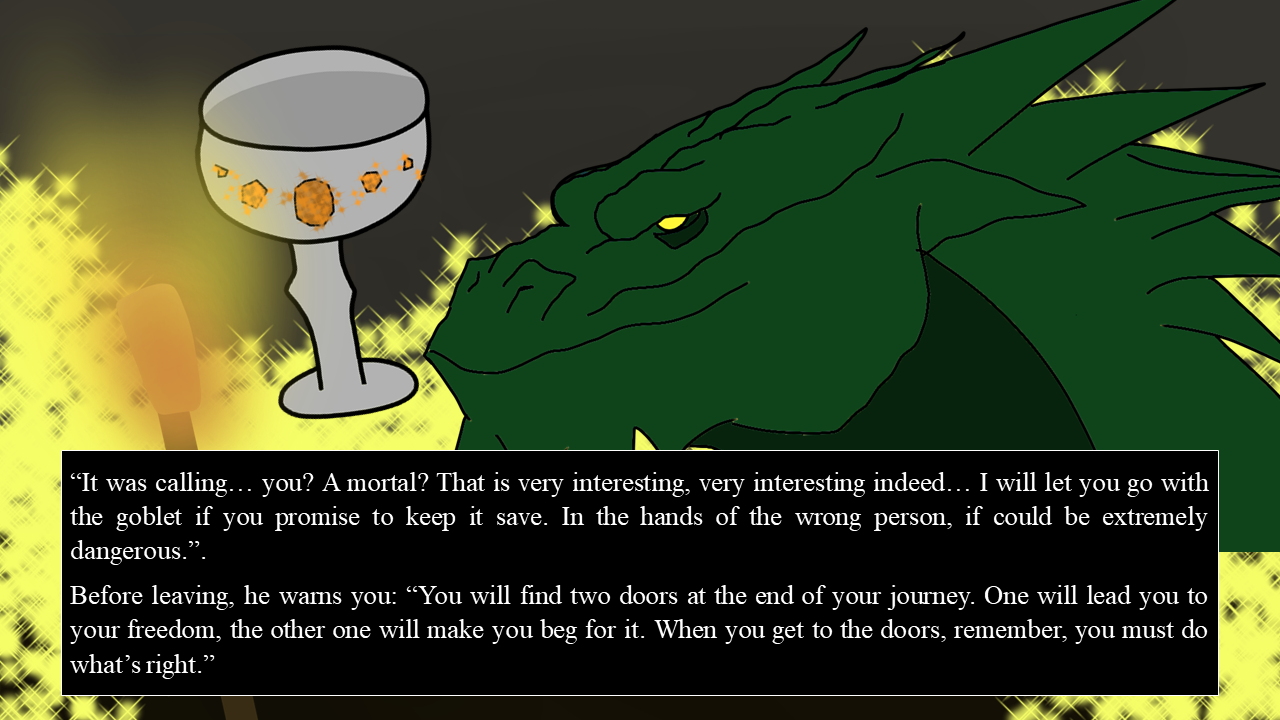 “It was calling… you? A mortal? That is very interesting, very interesting indeed… I will let you go with
the goblet if you promise to keep it save. In the hands of the wrong person, if could be extremely
dangerous.”.
Before leaving, he warns you: “You will find two doors at the end of your journey. One will lead you to
your freedom, the other one will make you beg for it. When you get to the doors, remember, you must do
what’s right.”